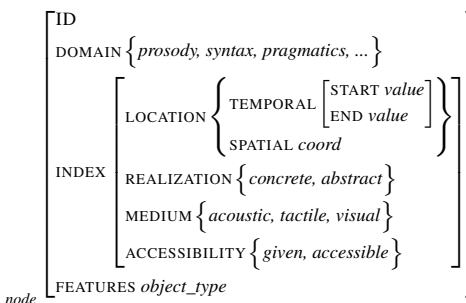 ID
DOMAIN {prosody, syntax, pragmatics, ...}
INDEX
LOCATION
TEMPORAL
START value
END value
SPATIAL coord
REALIZATION {concrete, abstract}
MEDIUM {acoustic, tactile, visual}
ACCESSIBILITY {given, accessible}
FEATURES object_type
node